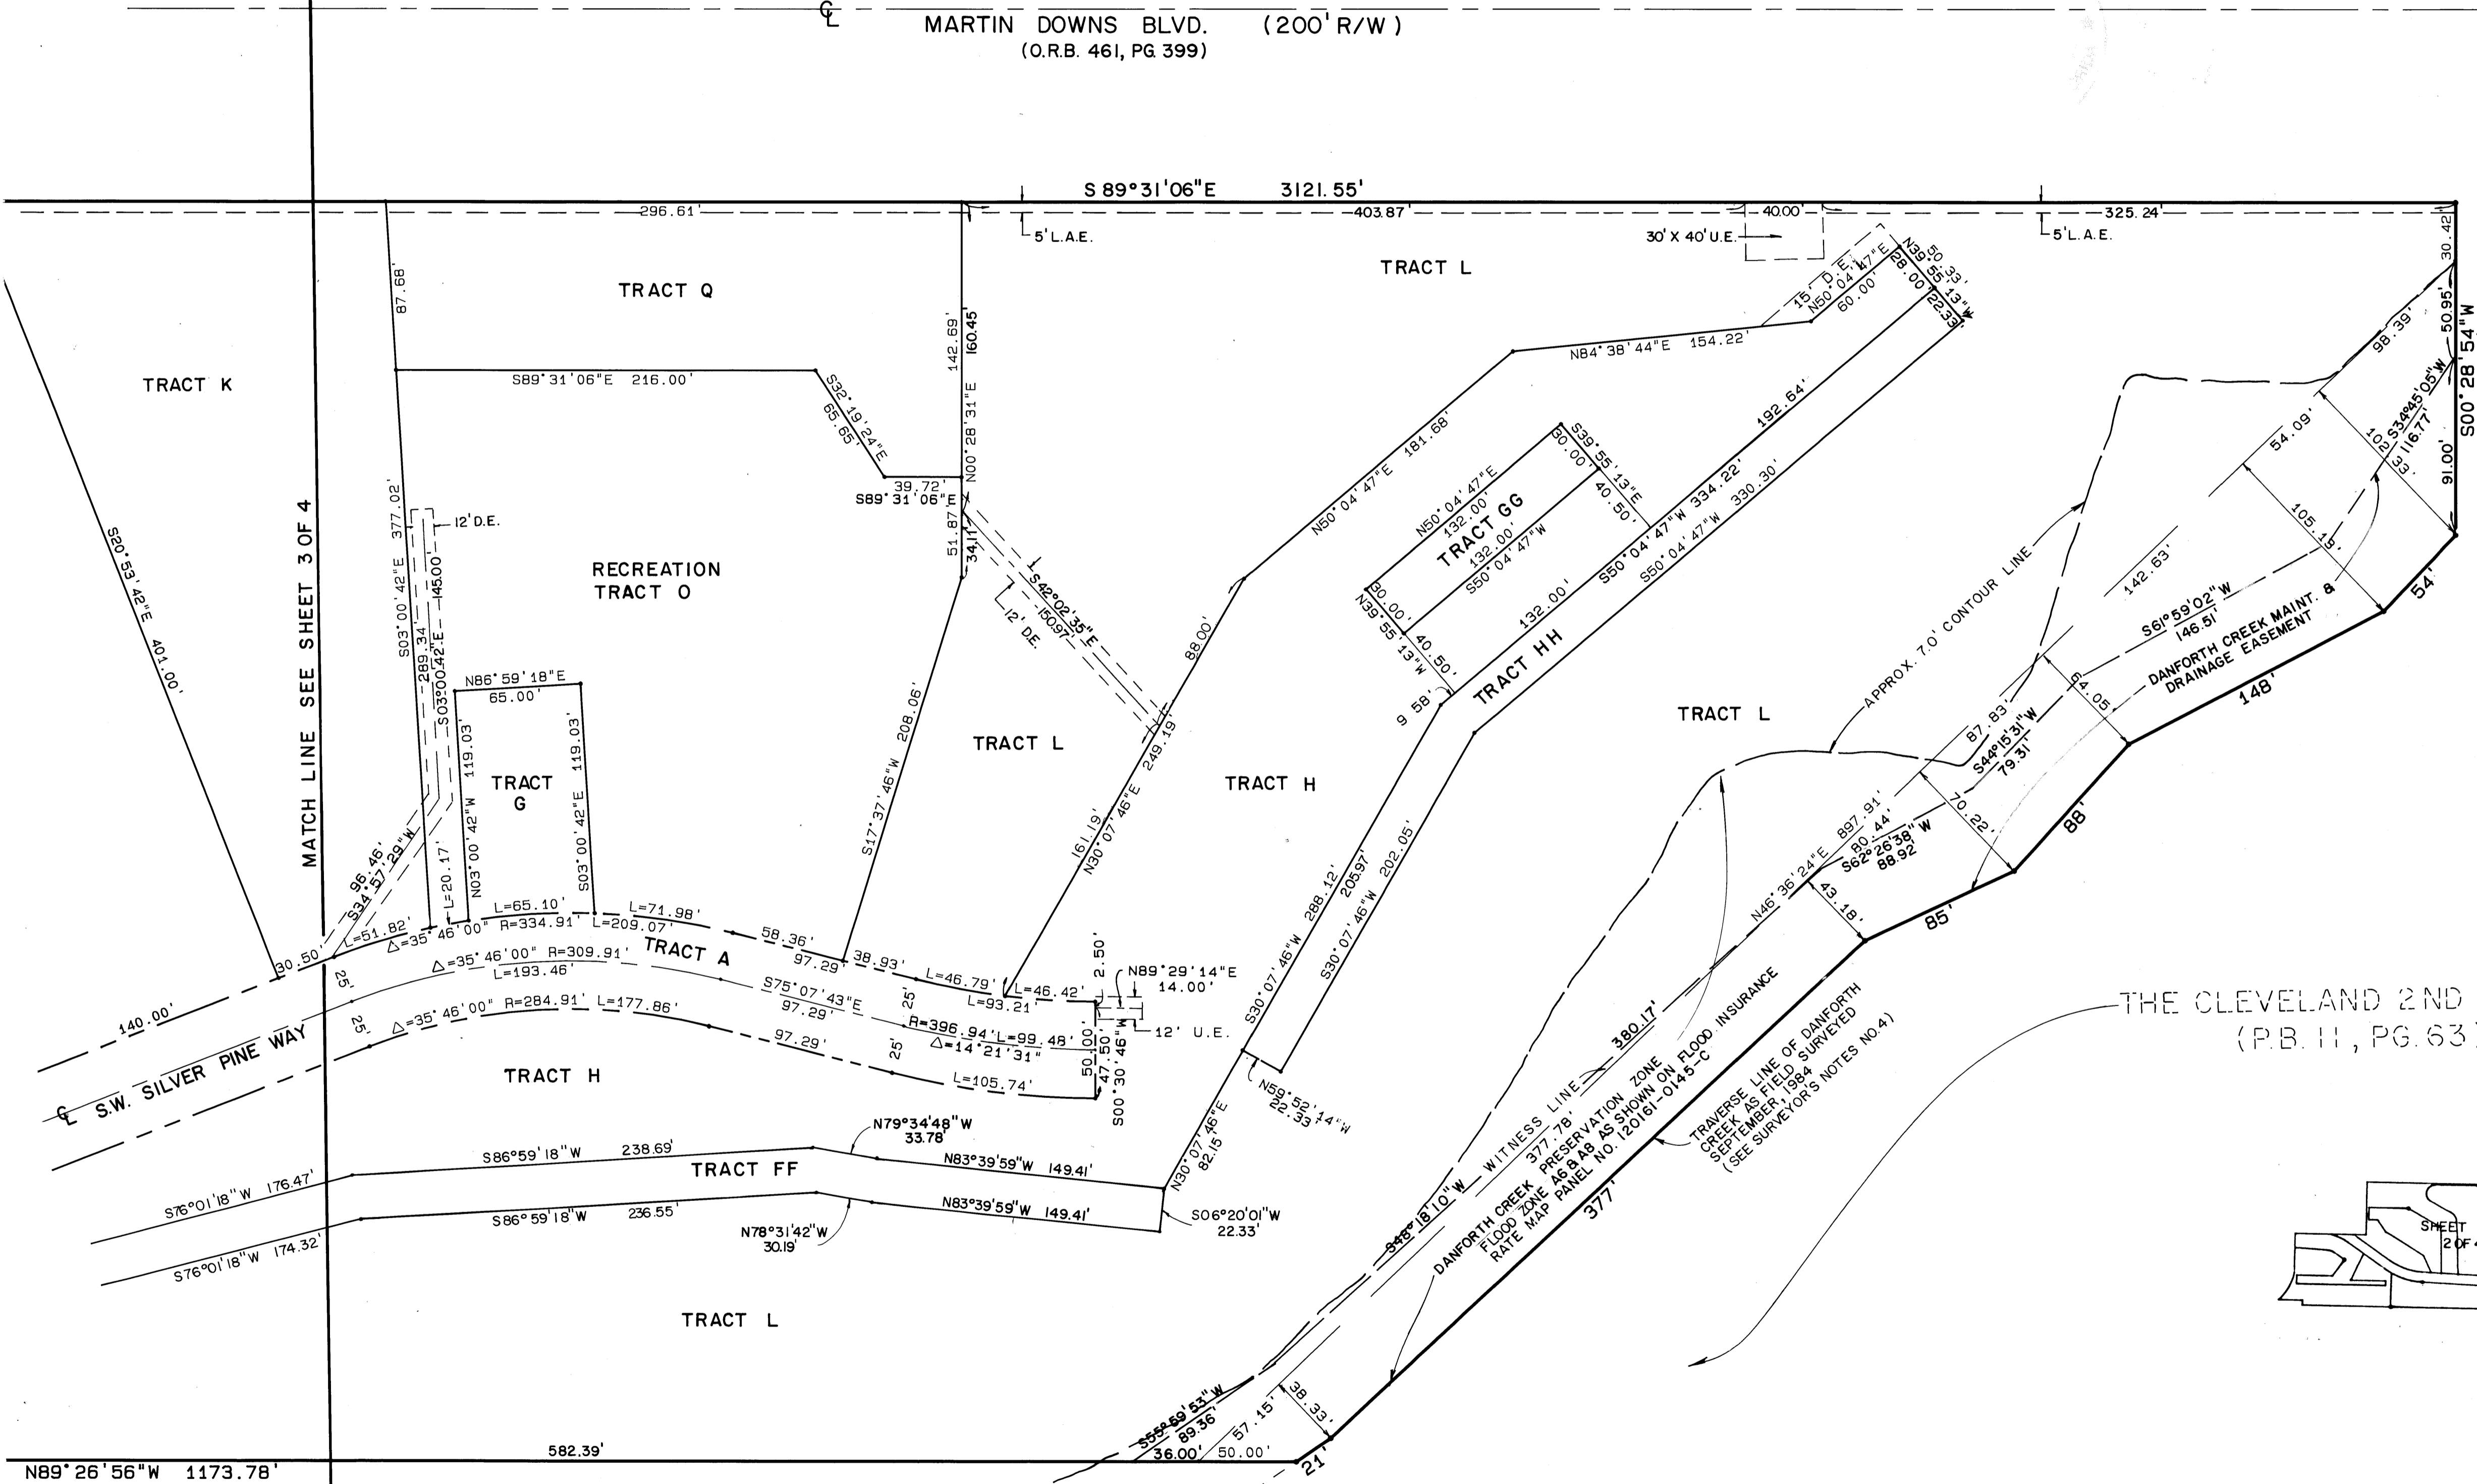 ℄
MARTIN DOWNS BLVD. (200' R/W)
(O.R.B. 461, PG. 399)
S 89°31'06"E 3121.55'
296.61'
403.87'
40.00'
325.24'
5' L.A.E.
30' X 40' U.E.
5' L.A.E.
30.42'
50.95'
91.00'
S00°28'54"W
TRACT K
S20°53'42"E 401.00'
MATCH LINE SEE SHEET 3 OF 4
87.68'
TRACT Q
S89°31'06"E 216.00'
S32°19'24"E
65.65'
39.72'
S89°31'06"E
142.69'
160.45'
N00°28'31"E
51.87'
34.11'
S03°00'42"E 377.02'
289.34'
12' D.E.
145.00'
S03°00'42"E
RECREATION
TRACT O
N86°59'18"E
65.00'
N03°00'42"W 119.03'
S03°00'42"E 119.03'
TRACT
G
96.46'
S34°57'29"W
L=20.17'
S17°37'46"W 208.06'
S42°02'35"E
150.97'
12' D.E.
TRACT L
161.19'
N30°07'46"E 249.19'
88.00'
TRACT H
TRACT L
N50°04'47"E 181.68'
N84°38'44"E 154.22'
15' D.E.
N50°04'47"E
60.00'
50.33'
N39°55'13"W
28.00'
22.33'
192.64'
N50°04'47"E
132.00'
TRACT GG
132.00'
S50°04'47"W
30.00'
S39°55'13"E
40.50'
30.00'
N39°55'13"W
40.50'
132.00'
S50°04'47"W 334.22'
S50°04'47"W 330.30'
9 58'
TRACT HH
S30°07'46"W 288.12'
205.97'
S30°07'46"W 202.05'
N59°52'14"W
22.33'
N30°07'46"E
82.15'
TRACT L
APPROX. 7.0' CONTOUR LINE
98.39'
S34°45'05"W
116.77'
102.33'
54.09'
105.19'
142.63'
S61°59'02"W
146.51'
DANFORTH CREEK MAINT. &
DRAINAGE EASEMENT
54'
148'
64.05'
87.83'
S44°15'31"W
79.31'
70.22'
88'
897.91'
80.44'
N46°36'24"E
S62°26'38"W
88.92'
43.18'
85'
30.50'
L=51.82'
L=65.10'
L=71.98'
Δ=35°46'00" R=334.91' L=209.07'
TRACT A
58.36'
97.29'
38.93'
L=46.79'
L=46.42'
L=93.21'
2.50'
N89°29'14"E
14.00'
12' U.E.
Δ=35°46'00" R=309.91'
L=193.46'
S75°07'43"E
97.29'
R=396.94' L=99.48'
Δ=14°21'31"
50.00'
47.50'
S00°30'46"W
25'
25'
25'
25'
140.00'
℄ S.W. SILVER PINE WAY
Δ=35°46'00" R=284.91' L=177.86'
97.29'
L=105.74'
TRACT H
N79°34'48"W
33.78'
S86°59'18"W 238.69'
TRACT FF
N83°39'59"W 149.41'
S76°01'18"W 176.47'
S86°59'18"W 236.55'
N83°39'59"W 149.41'
N78°31'42"W
30.19'
S06°20'01"W
22.33'
S76°01'18"W 174.32'
TRACT L
WITNESS LINE
380.17'
S48°18'10"W
377.78'
DANFORTH CREEK PRESERVATION ZONE
FLOOD ZONE A6 & A8 AS SHOWN ON FLOOD INSURANCE
RATE MAP PANEL NO. 120161-0145-C
377'
TRAVERSE LINE OF DANFORTH
CREEK AS FIELD SURVEYED
SEPTEMBER, 1984
(SEE SURVEYOR'S NOTES NO. 4)
THE CLEVELAND 2ND
(P.B. 11, PG. 63)
SHEET
2 OF 4
S55°59'53"W
89.36'
57.15'
38.33'
36.00'
50.00'
21'
582.39'
N89°26'56"W 1173.78'